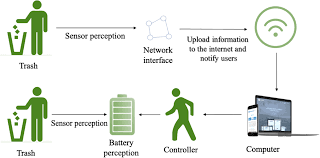 Sensor perception
Trash
Network
interface
Upload information
to the internet and
notify users
Sensor perception
Trash
Battery
perception
Controller
Computer